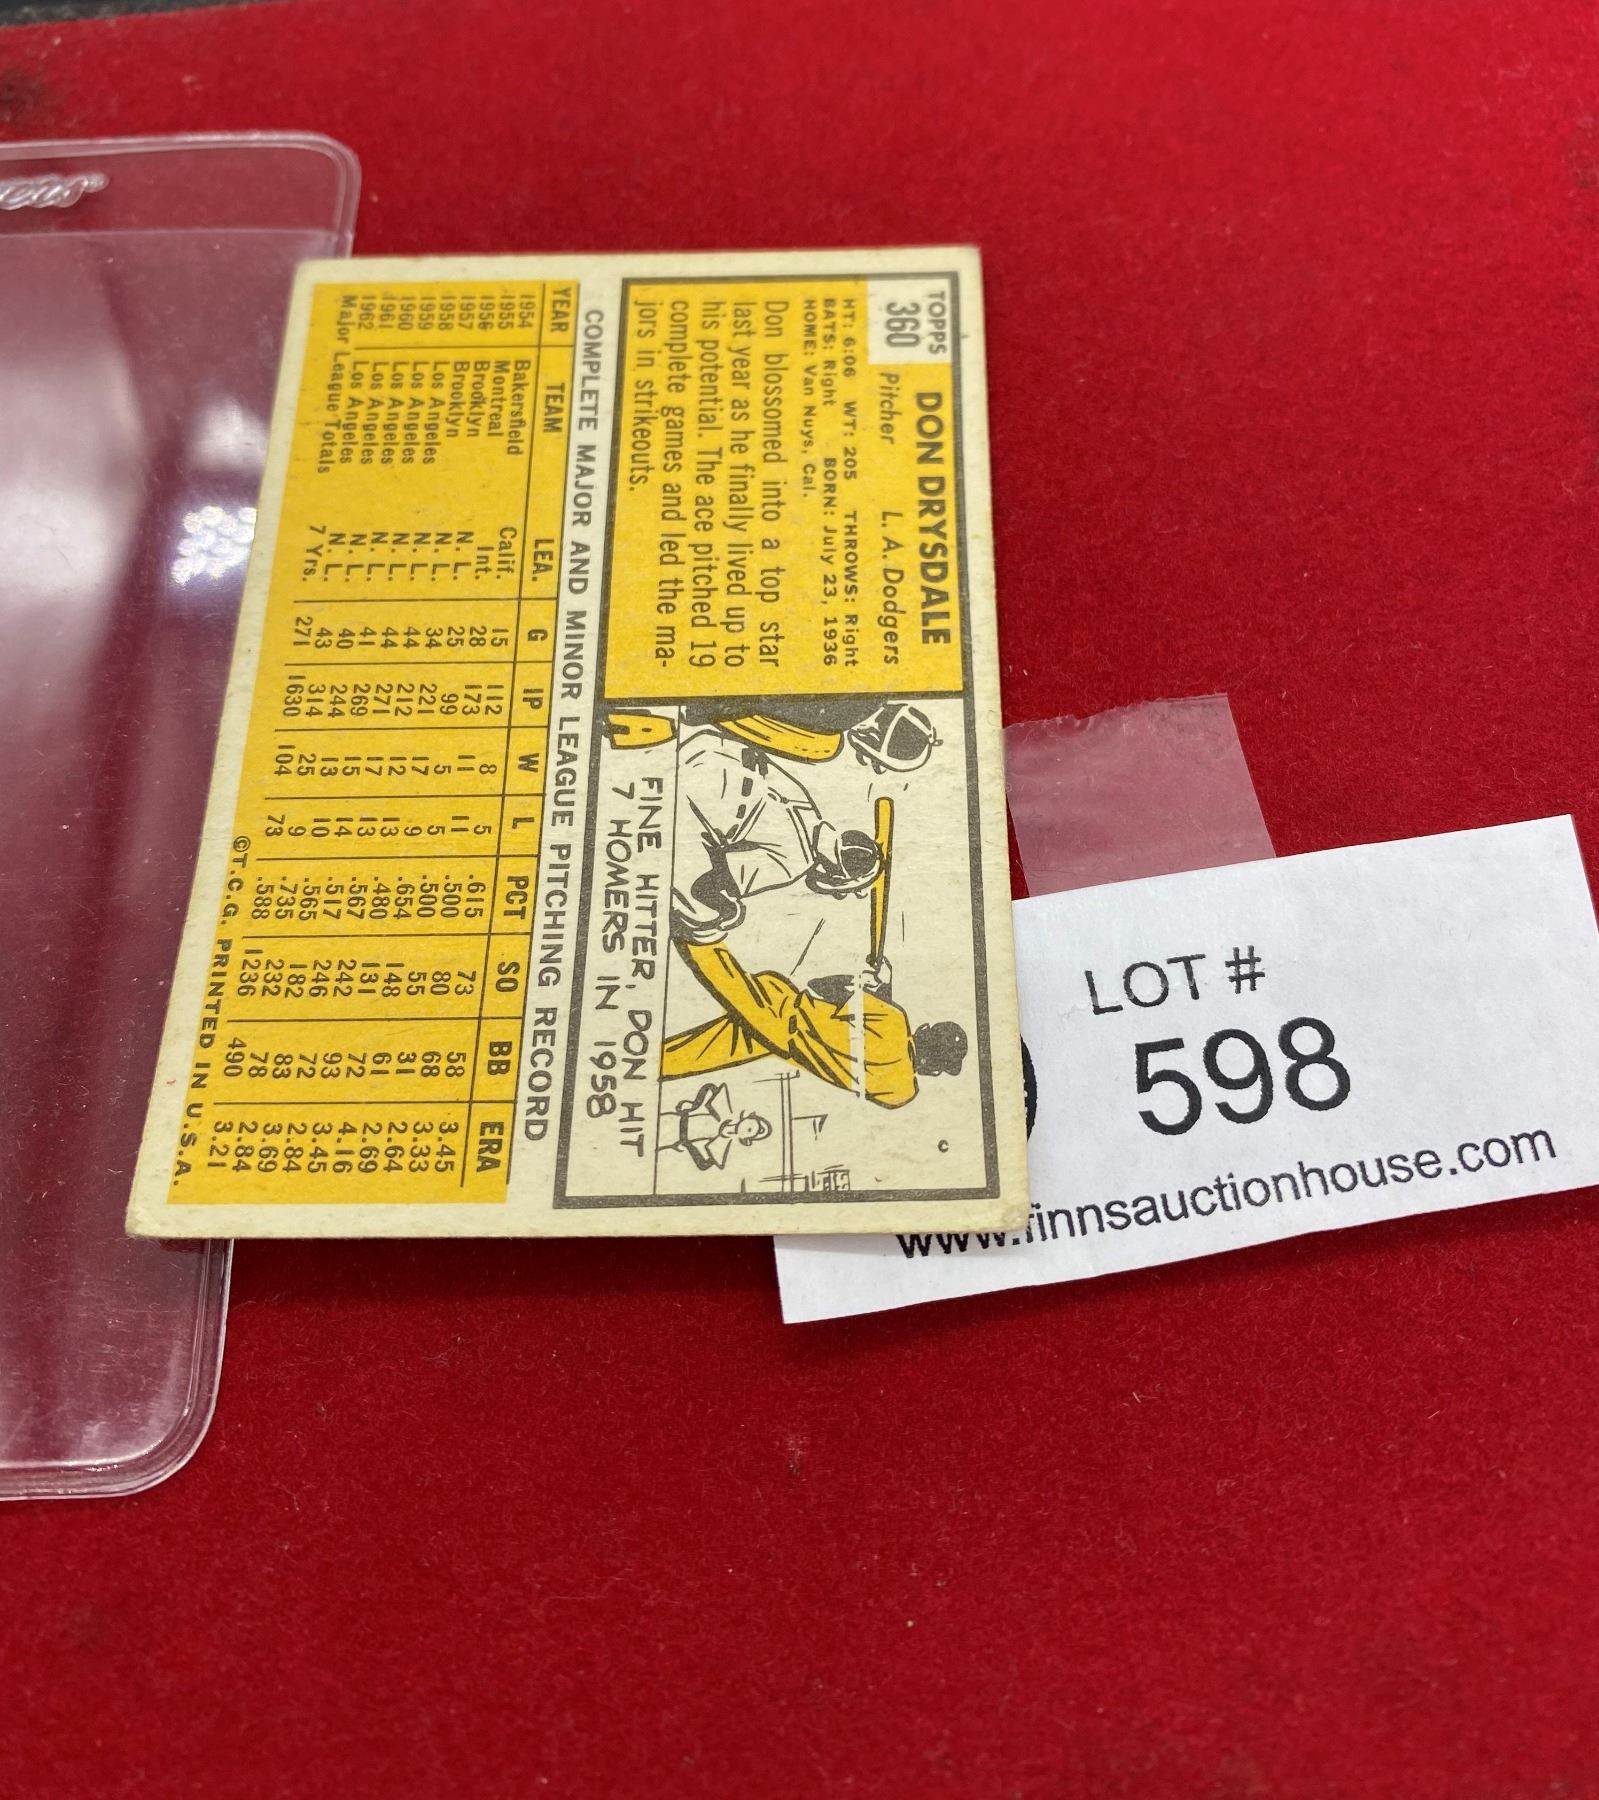 TOPPS
360
DON DRYSDALE
Pitcher L. A. Dodgers
HT: 6:06 WT: 205 THROWS: Right
BATS: Right BORN: July 23, 1936
HOME: Van Nuys, Cal.
Don blossomed into a top star
last year as he finally lived up to
his potential. The ace pitched 19
complete games and led the ma-
jors in strikeouts.
FINE HITTER, DON HIT
7 HOMERS IN 1958
COMPLETE MAJOR AND MINOR LEAGUE PITCHING RECORD
YEAR TEAM LEA. G IP W L PCT SO BB ERA
1954 Bakersfield Calif. 15 112 8 5 .615 73 58 3.45
1955 Montreal Int. 28 173 11 11 .500 80 68 3.33
1956 Brooklyn N. L. 25 99 5 5 .500 55 31 2.64
1957 Brooklyn N. L. 34 221 17 9 .654 148 61 2.69
1958 Los Angeles N. L. 44 212 12 13 .480 131 72 4.16
1959 Los Angeles N. L. 44 271 17 13 .567 242 93 3.45
1960 Los Angeles N. L. 41 269 15 14 .517 246 72 2.84
1961 Los Angeles N. L. 40 244 13 10 .565 182 83 3.69
1962 Los Angeles N. L. 43 314 25 9 .735 232 78 2.84
Major League Totals 7 Yrs. 271 1630 104 73 .588 1236 490 3.21
©T.C.G. PRINTED IN U.S.A.
LOT #
598
www.finnsauctionhouse.com